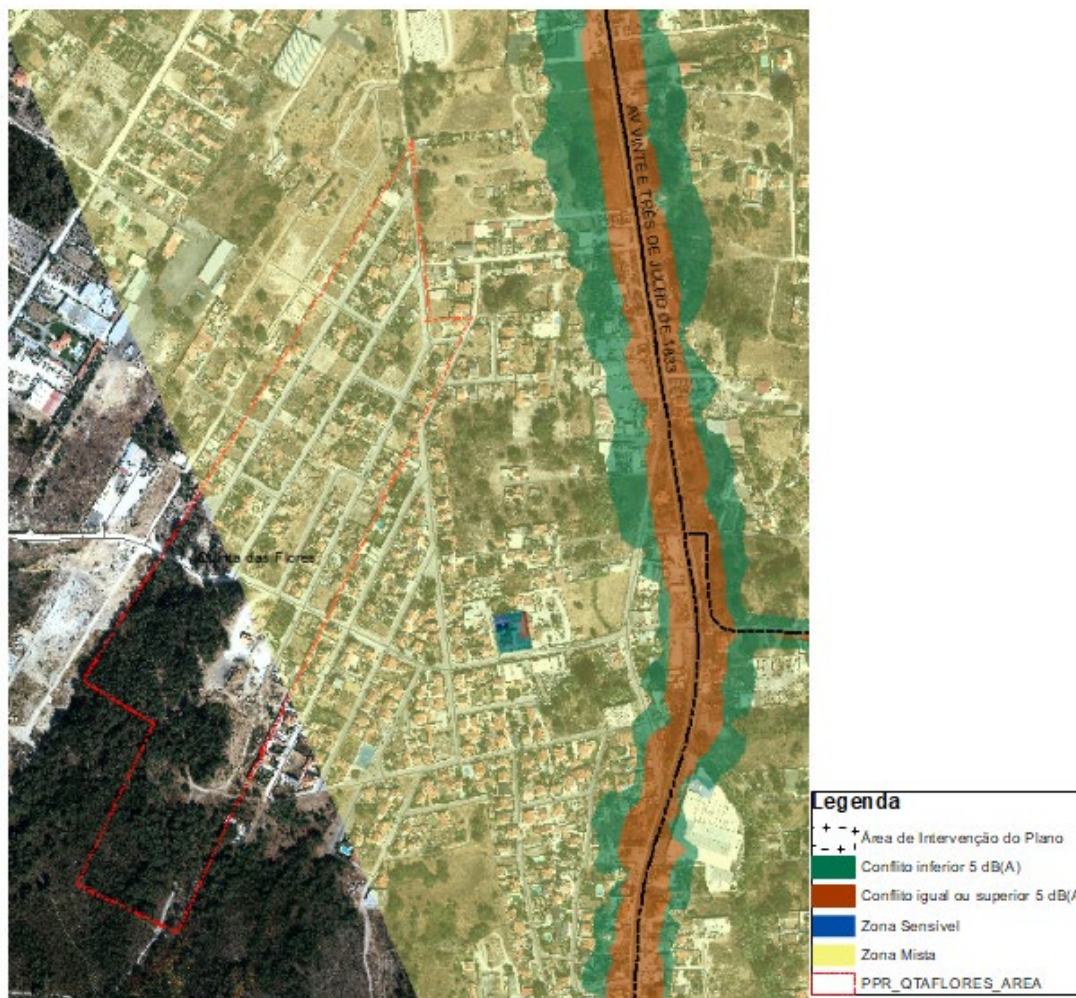 AV VINTE E TRÊS DE JULHO DE 1833
Quinta das Flores
Legenda
Área de Intervenção do Plano
Conflito inferior 5 dB(A)
Conflito igual ou superior 5 dB(A
Zona Sensível
Zona Mista
PPR_QTAFLORES_AREA